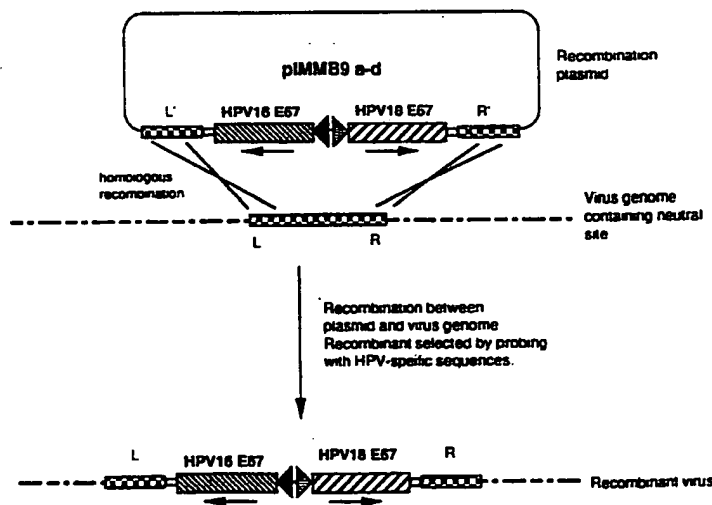 pIMMB9 a-d
Recombination
plasmid
L'
HPV16 E67
HPV18 E67
R'
homologous
recombination
Virus genome
containing neutral
site
L
R
Recombination between
plasmid and virus genome
Recombinant selected by probing
with HPV-speific sequences.
L
HPV16 E67
HPV18 E67
R
Recombinant virus